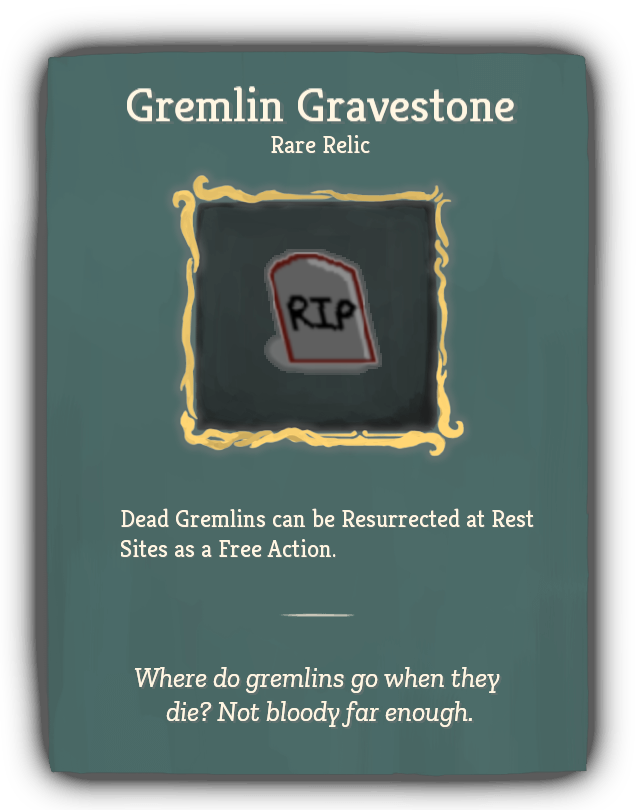 Gremlin Gravestone
Rare Relic
RIP
Dead Gremlins can be Resurrected at Rest
Sites as a Free Action.
Where do gremlins go when they
die? Not bloody far enough.